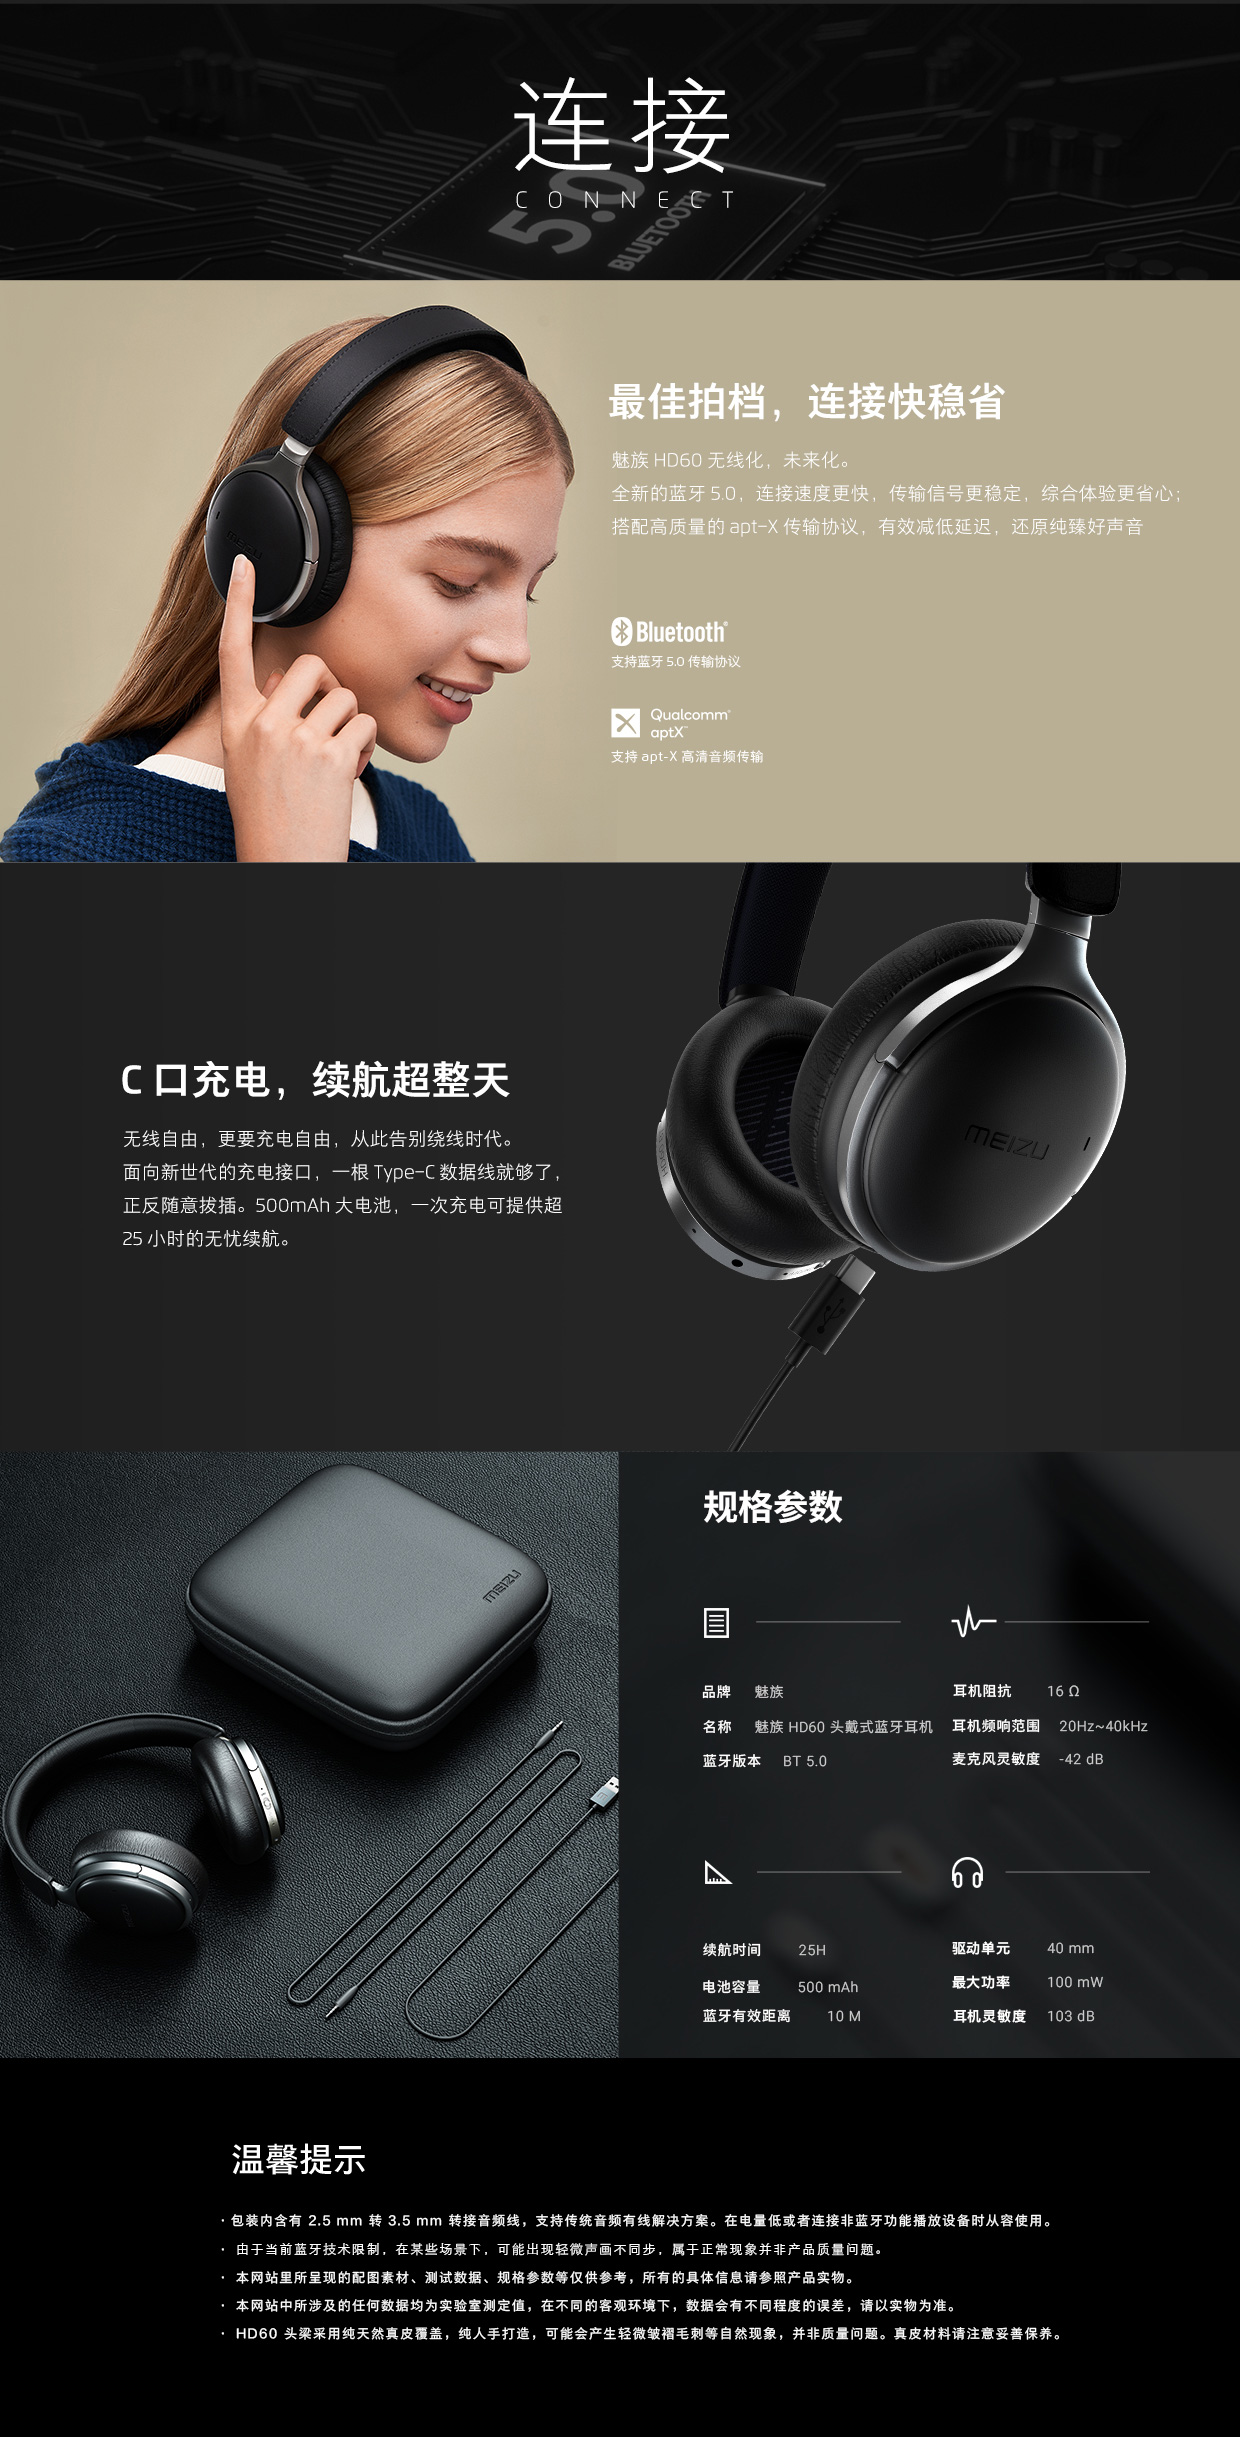 连接
CONNECT
5.0
BLUETOOTH
最佳拍档，连接快稳省
魅族 HD60 无线化，未来化。
全新的蓝牙 5.0，连接速度更快，传输信号更稳定，综合体验更省心；
搭配高质量的 apt-X 传输协议，有效减低延迟，还原纯臻好声音
MEIZU
Bluetooth®
支持蓝牙 5.0 传输协议
Qualcomm®
aptX™
支持 apt-X 高清音频传输
C 口充电，续航超整天
无线自由，更要充电自由，从此告别绕线时代。
面向新世代的充电接口，一根 Type-C 数据线就够了，
正反随意拔插。500mAh 大电池，一次充电可提供超
25 小时的无忧续航。
MEIZU
MEIZU
规格参数
品牌 魅族
名称 魅族 HD60 头戴式蓝牙耳机
蓝牙版本 BT 5.0
耳机阻抗 16 Ω
耳机频响范围 20Hz~40kHz
麦克风灵敏度 -42 dB
续航时间 25H
电池容量 500 mAh
蓝牙有效距离 10 M
驱动单元 40 mm
最大功率 100 mW
耳机灵敏度 103 dB
温馨提示
· 包装内含有 2.5 mm 转 3.5 mm 转接音频线，支持传统音频有线解决方案。在电量低或者连接非蓝牙功能播放设备时从容使用。
· 由于当前蓝牙技术限制，在某些场景下，可能出现轻微声画不同步，属于正常现象并非产品质量问题。
· 本网站里所呈现的配图素材、测试数据、规格参数等仅供参考，所有的具体信息请参照产品实物。
· 本网站中所涉及的任何数据均为实验室测定值，在不同的客观环境下，数据会有不同程度的误差，请以实物为准。
· HD60 头梁采用纯天然真皮覆盖，纯人手打造，可能会产生轻微皱褶毛刺等自然现象，并非质量问题。真皮材料请注意妥善保养。